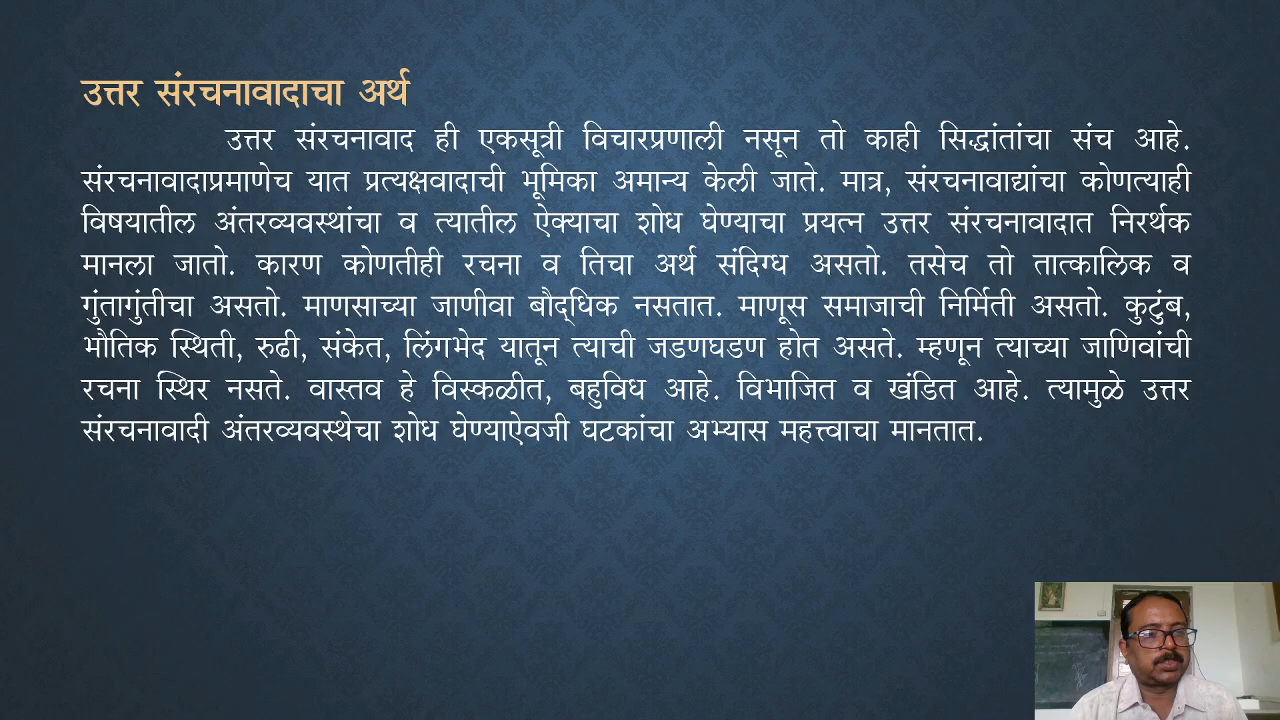 उत्तर संरचनावादाचा अर्थ
उत्तर संरचनावाद ही एकसूत्री विचारप्रणाली नसून तो काही सिद्धांतांचा संच आहे.
संरचनावादाप्रमाणेच यात प्रत्यक्षवादाची भूमिका अमान्य केली जाते. मात्र, संरचनावाद्यांचा कोणत्याही
विषयातील अंतरव्यवस्थांचा व त्यातील ऐक्याचा शोध घेण्याचा प्रयत्न उत्तर संरचनावादात निरर्थक
मानला जातो. कारण कोणतीही रचना व तिचा अर्थ संदिग्ध असतो. तसेच तो तात्कालिक व
गुंतागुंतीचा असतो. माणसाच्या जाणीवा बौद्धिक नसतात. माणूस समाजाची निर्मिती असतो. कुटुंब,
भौतिक स्थिती, रुढी, संकेत, लिंगभेद यातून त्याची जडणघडण होत असते. म्हणून त्याच्या जाणिवांची
रचना स्थिर नसते. वास्तव हे विस्कळीत, बहुविध आहे. विभाजित व खंडित आहे. त्यामुळे उत्तर
संरचनावादी अंतरव्यवस्थेचा शोध घेण्याऐवजी घटकांचा अभ्यास महत्त्वाचा मानतात.